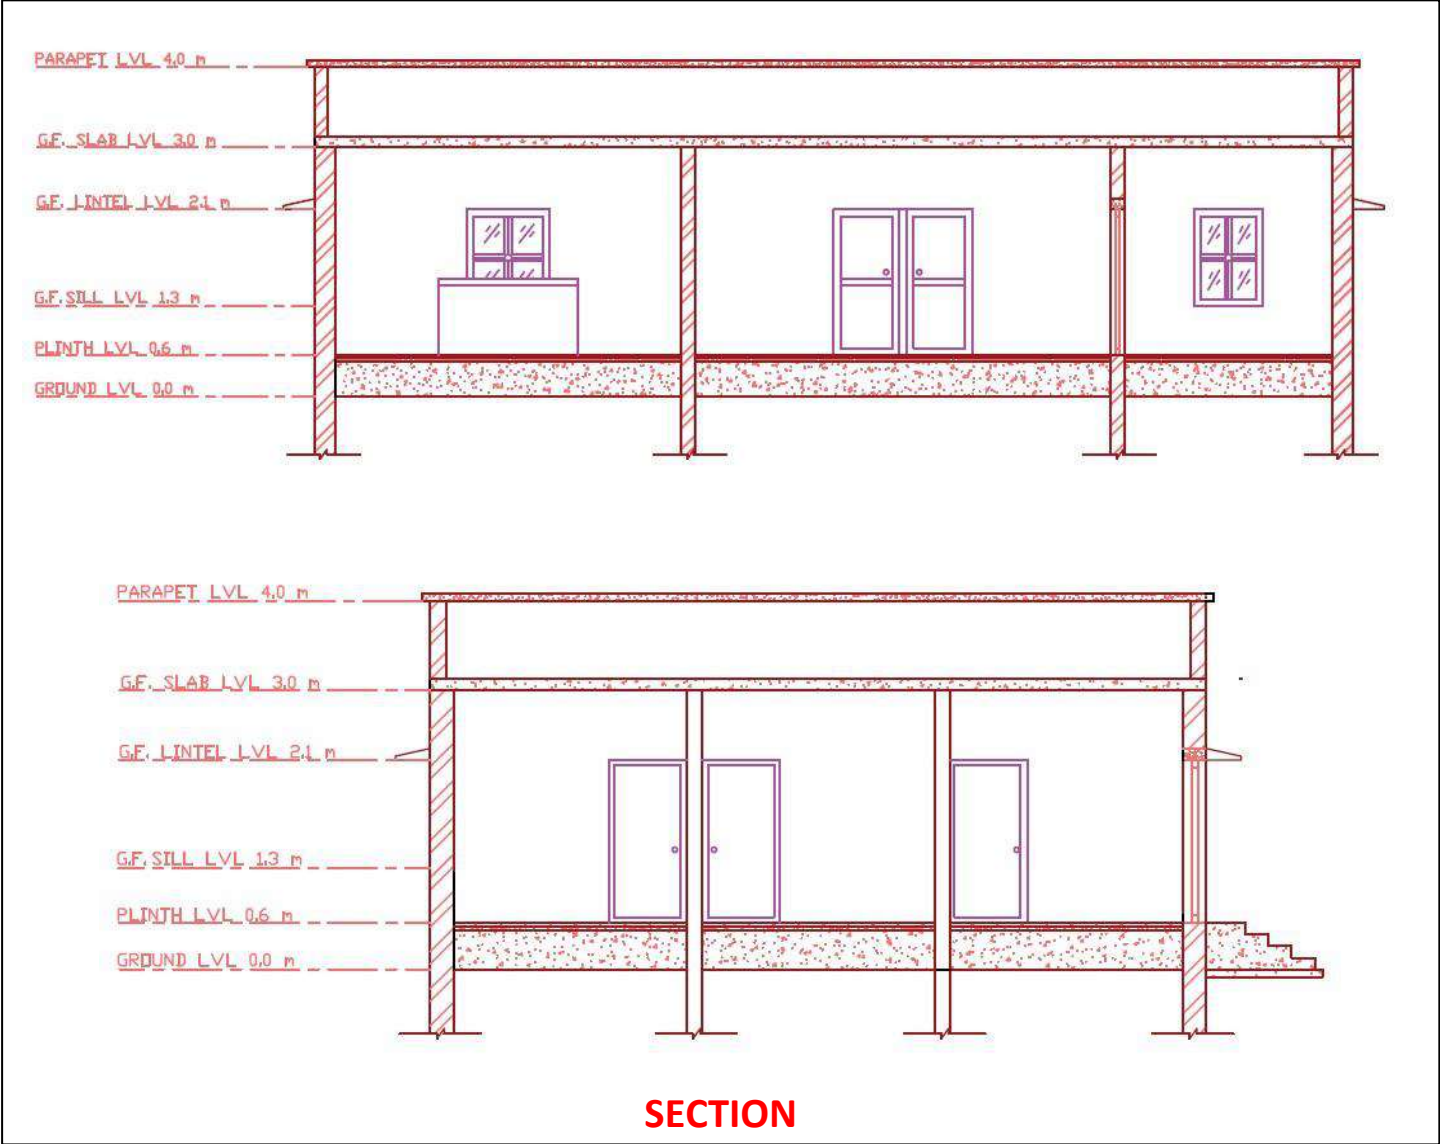 PARAPET LVL 4.0 m
G.F. SLAB LVL 3.0 m
G.F. LINTEL LVL 2.1 m
G.F. SILL LVL 1.3 m
PLINTH LVL 0.6 m
GROUND LVL 0.0 m
PARAPET LVL 4.0 m
G.F. SLAB LVL 3.0 m
G.F. LINTEL LVL 2.1 m
G.F. SILL LVL 1.3 m
PLINTH LVL 0.6 m
GROUND LVL 0.0 m
SECTION